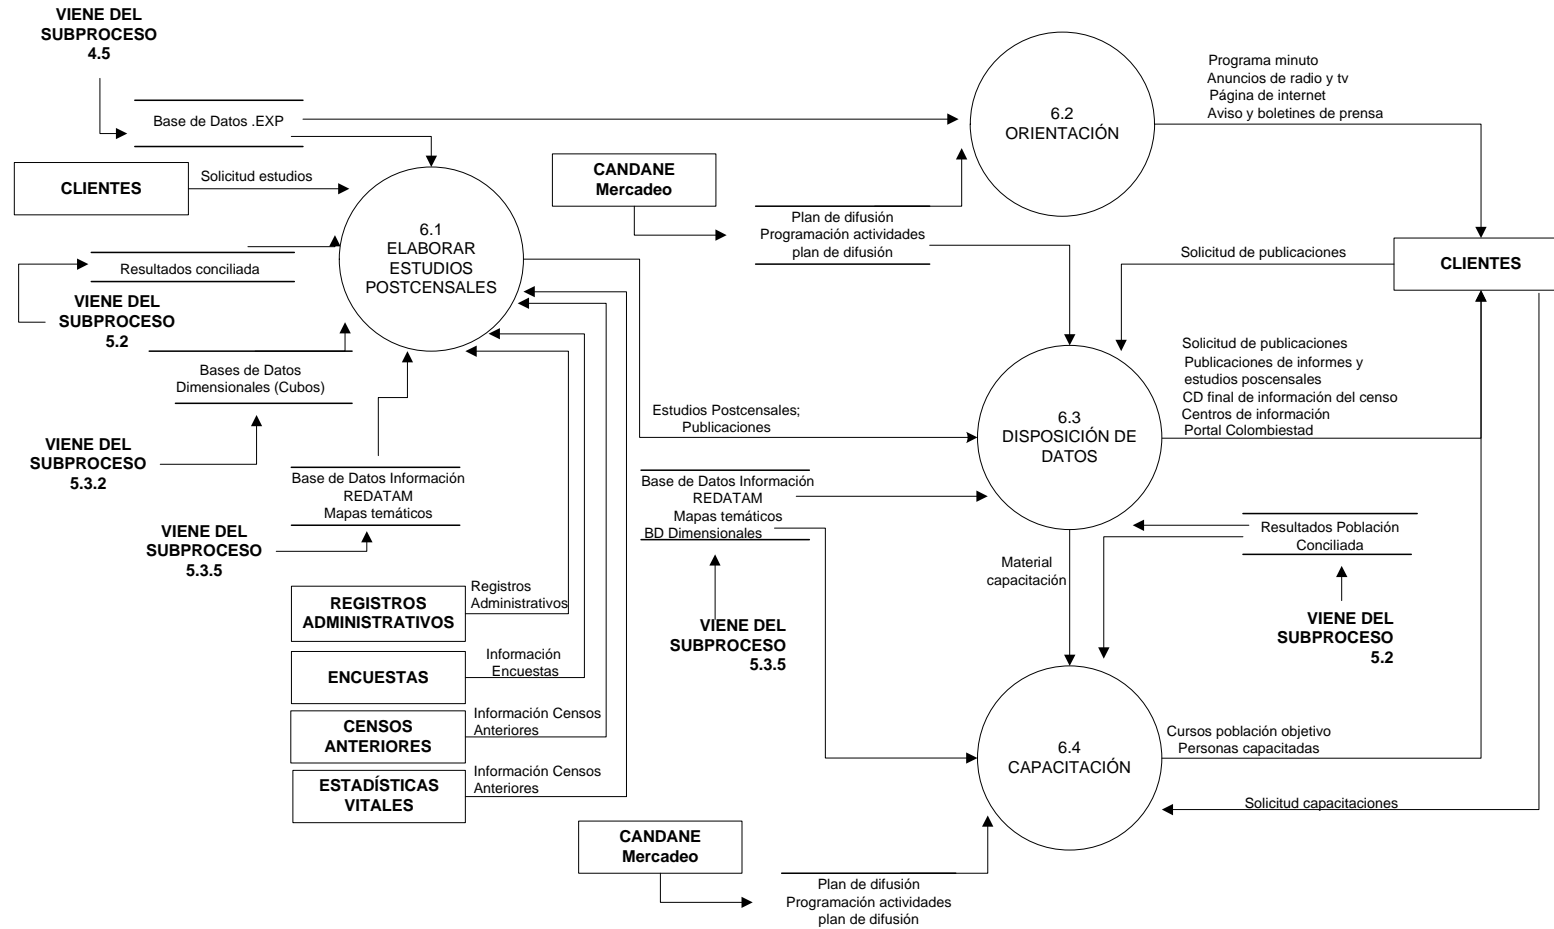 VIENE DEL
SUBPROCESO
4.5
Base de Datos .EXP
CLIENTES
Solicitud estudios
6.1
ELABORAR
ESTUDIOS
POSTCENSALES
Resultados conciliada
VIENE DEL
SUBPROCESO
5.2
Bases de Datos
Dimensionales (Cubos)
VIENE DEL
SUBPROCESO
5.3.2
Base de Datos Información
REDATAM
Mapas temáticos
VIENE DEL
SUBPROCESO
5.3.5
REGISTROS
ADMINISTRATIVOS
Registros
Administrativos
ENCUESTAS
Información
Encuestas
CENSOS
ANTERIORES
Información Censos
Anteriores
ESTADÍSTICAS
VITALES
Información Censos
Anteriores
CANDANE
Mercadeo
Plan de difusión
Programación actividades
plan de difusión
6.2
ORIENTACIÓN
Programa minuto
Anuncios de radio y tv
Página de internet
Aviso y boletines de prensa
CLIENTES
Solicitud de publicaciones
Estudios Postcensales;
Publicaciones
6.3
DISPOSICIÓN DE
DATOS
Solicitud de publicaciones
Publicaciones de informes y
estudios poscensales
CD final de información del censo
Centros de información
Portal Colombiestad
Base de Datos Información
REDATAM
Mapas temáticos
BD Dimensionales
VIENE DEL
SUBPROCESO
5.3.5
Material
capacitación
Resultados Población
Conciliada
VIENE DEL
SUBPROCESO
5.2
6.4
CAPACITACIÓN
Cursos población objetivo
Personas capacitadas
Solicitud capacitaciones
CANDANE
Mercadeo
Plan de difusión
Programación actividades
plan de difusión